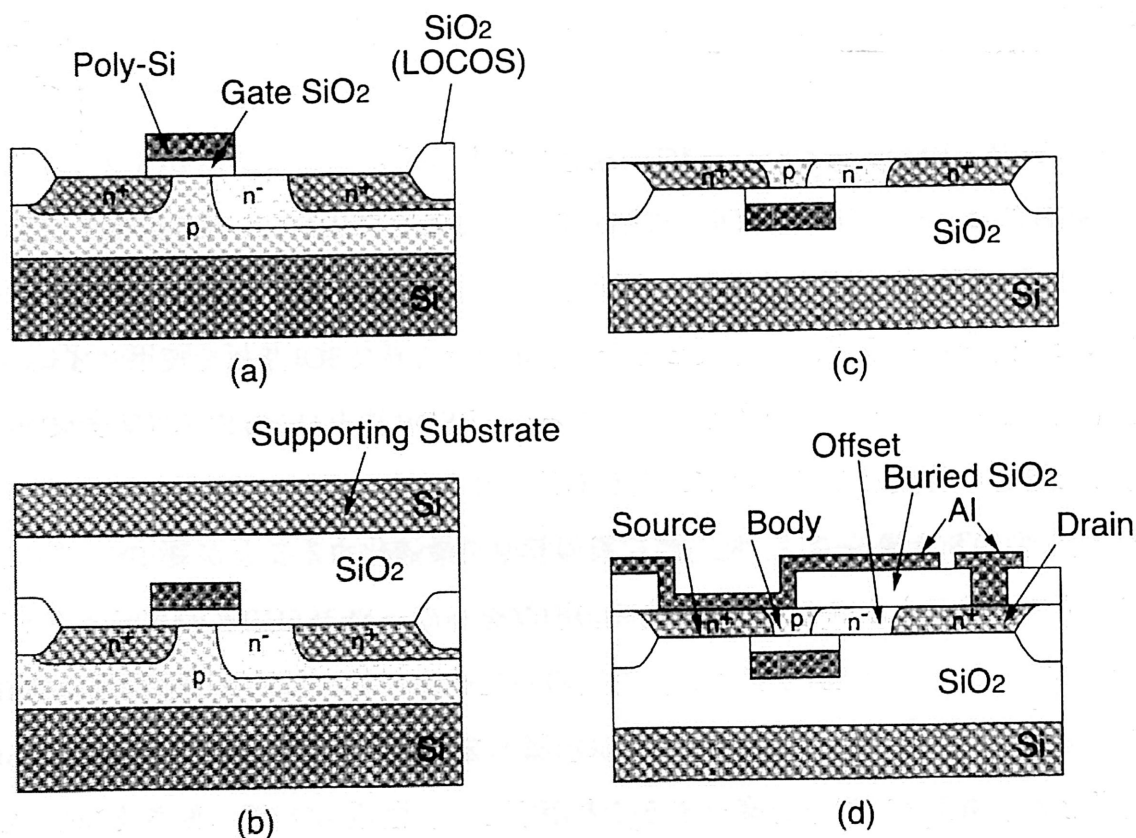 SiO2
(LOCOS)
Poly-Si
Gate SiO2
n+
n-
n+
p
Si
(a)
n+
p
n-
n+
SiO2
Si
(c)
Supporting Substrate
Si
SiO2
n+
n-
n+
p
Si
(b)
Offset
Buried SiO2
Source
Body
Al
Drain
n+
p
n-
n+
SiO2
Si
(d)